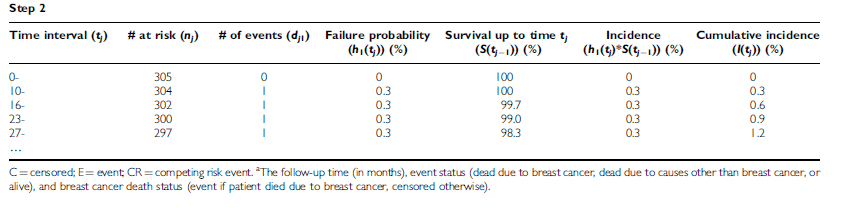 Step 2
Time interval (tj) # at risk (nj) # of events (dj1) Failure probability (h1(tj)) (%) Survival up to time tj (S(tj−1)) (%) Incidence (h1(tj)*S(tj−1)) (%) Cumulative incidence (I(tj)) (%)
0- 305 0 0 100 0 0
10- 304 1 0.3 100 0.3 0.3
16- 302 1 0.3 99.7 0.3 0.6
23- 300 1 0.3 99.0 0.3 0.9
27- 297 1 0.3 98.3 0.3 1.2
...
C = censored; E = event; CR = competing risk event. aThe follow-up time (in months), event status (dead due to breast cancer, dead due to causes other than breast cancer, or
alive), and breast cancer death status (event if patient died due to breast cancer, censored otherwise).